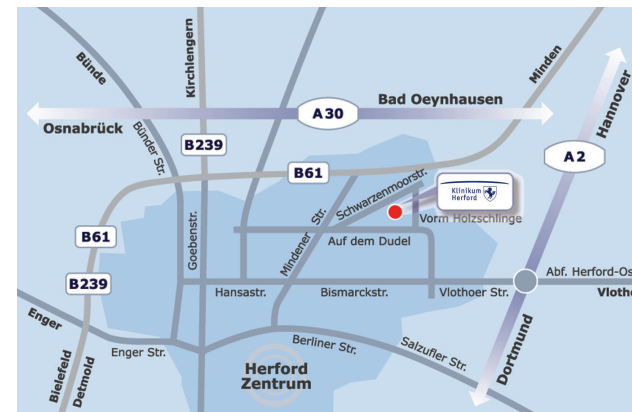 Bünde
Kirchlengern
Minden
Hannover
Bad Oeynhausen
A30
Osnabrück
Bünder Str.
B239
A2
B61
Schwarzenmoorstr.
Klinikum
Herford
Vorm Holzschlinge
Mindener Str.
Goebenstr.
B61
Auf dem Dudel
B239
Abf. Herford-Os
Hansastr.
Bismarckstr.
Vlothoer Str.
Vloth
Enger
Enger Str.
Berliner Str.
Salzufler Str.
Dortmund
Herford
Zentrum
Bielefeld
Detmold